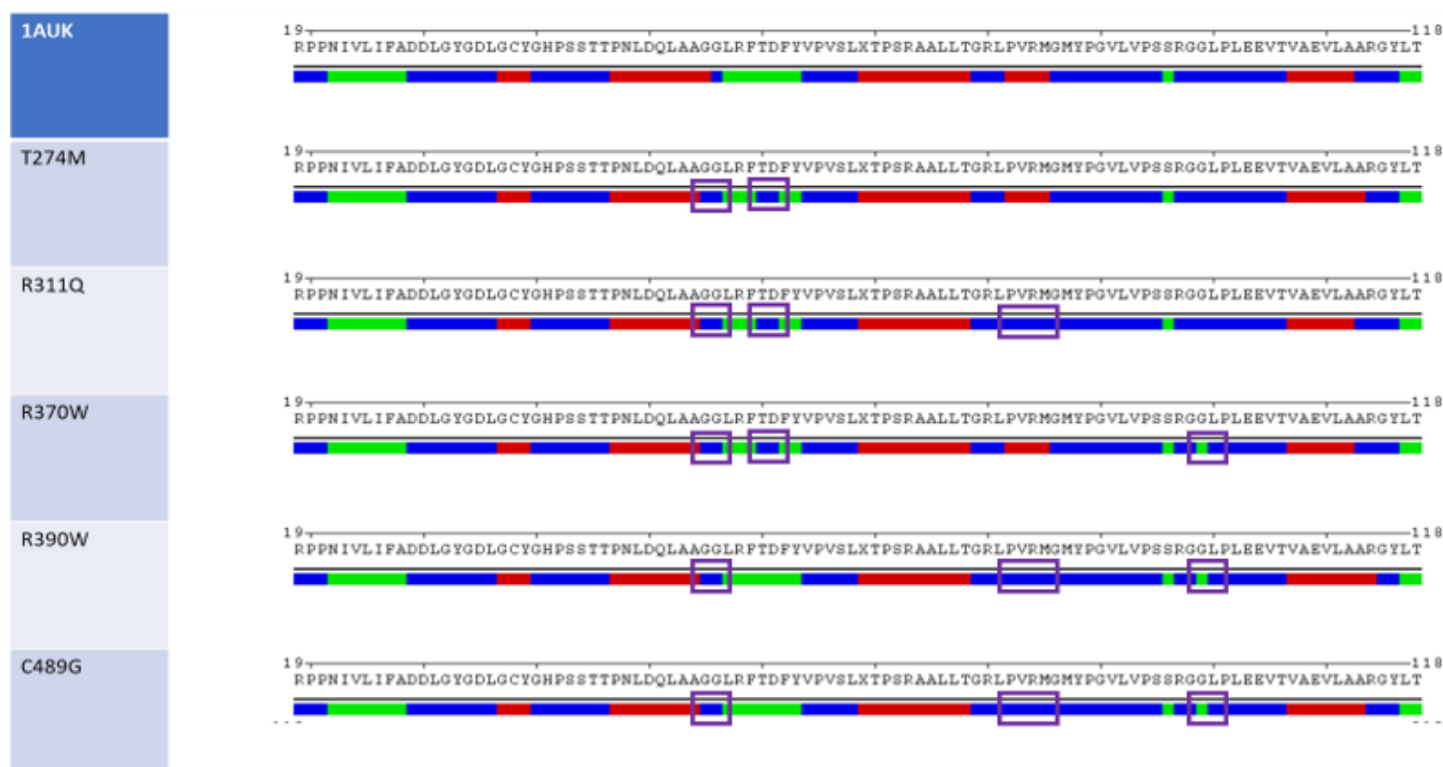 1AUK
19 118
RPPNIVLIFADDLGYGDLGCYGHPSSTTPNLDQLAAGGLRFTDFYVPVSLXTPSRAALLTGRLPVRMGMYPGVLVPSSRGGLPLEEVTVAEVLAARGYLT
T274M
19 118
RPPNIVLIFADDLGYGDLGCYGHPSSTTPNLDQLAAGGLRFTDFYVPVSLXTPSRAALLTGRLPVRMGMYPGVLVPSSRGGLPLEEVTVAEVLAARGYLT
R311Q
19 118
RPPNIVLIFADDLGYGDLGCYGHPSSTTPNLDQLAAGGLRFTDFYVPVSLXTPSRAALLTGRLPVRMGMYPGVLVPSSRGGLPLEEVTVAEVLAARGYLT
R370W
19 118
RPPNIVLIFADDLGYGDLGCYGHPSSTTPNLDQLAAGGLRFTDFYVPVSLXTPSRAALLTGRLPVRMGMYPGVLVPSSRGGLPLEEVTVAEVLAARGYLT
R390W
19 118
RPPNIVLIFADDLGYGDLGCYGHPSSTTPNLDQLAAGGLRFTDFYVPVSLXTPSRAALLTGRLPVRMGMYPGVLVPSSRGGLPLEEVTVAEVLAARGYLT
C489G
19 118
RPPNIVLIFADDLGYGDLGCYGHPSSTTPNLDQLAAGGLRFTDFYVPVSLXTPSRAALLTGRLPVRMGMYPGVLVPSSRGGLPLEEVTVAEVLAARGYLT
--- ---